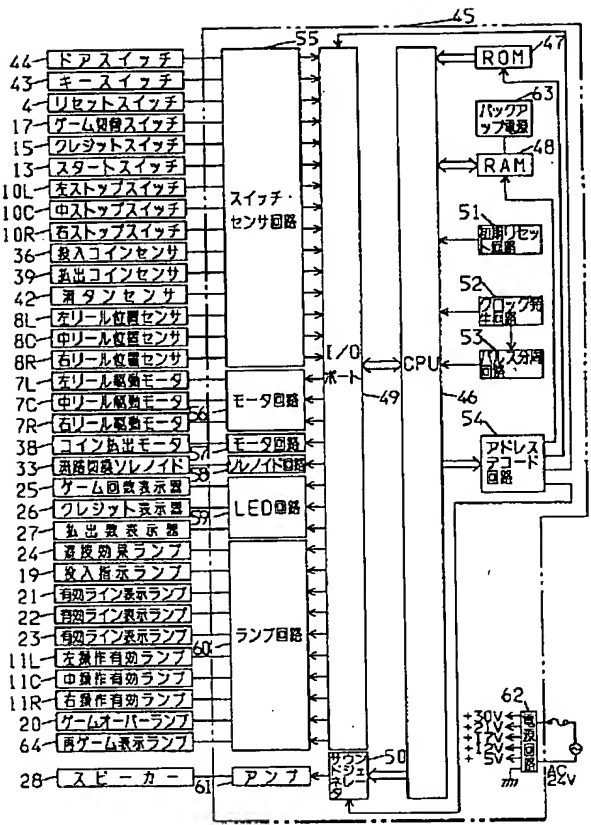 45
55
44 ドアスイッチ
43 キースイッチ
4 リセットスイッチ
17 ゲーム切替スイッチ
15 クレジットスイッチ
13 スタートスイッチ
10L 左ストップスイッチ
10C 中ストップスイッチ
10R 右ストップスイッチ
36 投入コインセンサ
39 払出コインセンサ
42 満タンセンサ
8L 左リール位置センサ
8C 中リール位置センサ
8R 右リール位置センサ
7L 左リール駆動モータ
7C 中リール駆動モータ
7R 右リール駆動モータ
38 コイン払出モータ
33 流路切換ソレノイド
25 ゲーム回数表示器
26 クレジット表示器
27 払出数表示器
24 遊技効果ランプ
19 投入指示ランプ
21 有効ライン表示ランプ
22 有効ライン表示ランプ
23 有効ライン表示ランプ
11L 左操作有効ランプ
11C 中操作有効ランプ
11R 右操作有効ランプ
20 ゲームオーバーランプ
64 再ゲーム表示ランプ
28 スピーカー
スイッチ・
センサ回路
56 モータ回路
57 モータ回路
58 ソレノイド回路
59 LED回路
60 ランプ回路
61 アンプ
I/O
ポート
49
サウンド
ジェネレータ
50
CPU
46
ROM 47
63
バックア
ップ電源
48
RAM
51
初期リセッ
ト回路
52
クロック発
生回路
53
パルス分周
回路
54
アドレス
デコード
回路
62
電源回路
+30V
+12V
+5V
AC
24V